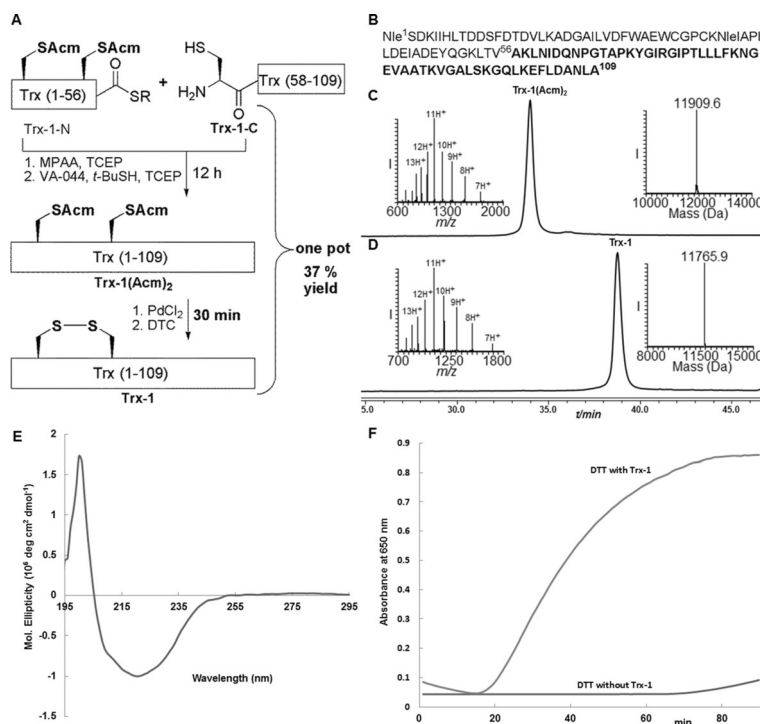 A
SAcm SAcm
Trx (1-56)
O
SR
+
HS
H2N
O
Trx (58-109)
Trx-1-N
Trx-1-C
1. MPAA, TCEP
2. VA-044, t-BuSH, TCEP
12 h
SAcm SAcm
Trx (1-109)
Trx-1(Acm)2
1. PdCl2
2. DTC
30 min
S S
Trx (1-109)
Trx-1
one pot
37 %
yield
B
Nle1SDKIIHLTDDSFDTDVLKADGAILVDFWAEWCGPCKNleIAPI
LDEIADEYQGKLTV56AKLNIDQNPGTAPKYGIRGIPTLLLFKNG
EVAATKVGALSKGQLKEFLDANLA109
C
Trx-1(Acm)2
11H+
12H+ 10H+
13H+ 9H+
8H+
7H+
I
600 1300 2000
m/z
11909.6
I
10000 12000 14000
Mass (Da)
D
Trx-1
11H+
10H+
12H+
9H+
13H+
8H+
7H+
I
700 1250 1800
m/z
11765.9
I
8000 11500 15000
Mass (Da)
5.0 30.0 35.0 40.0 45.0
t/min
E
Mol. Ellipticity (106 deg cm2 dmol-1)
2
1.5
1
0.5
0
-0.5
-1
-1.5
195 215 235 255 275 295
Wavelength (nm)
F
Absorbance at 650 nm
0.9
0.8
0.7
0.6
0.5
0.4
0.3
0.2
0.1
0.0
DTT with Trx-1
DTT without Trx-1
0 20 40 60 80
min